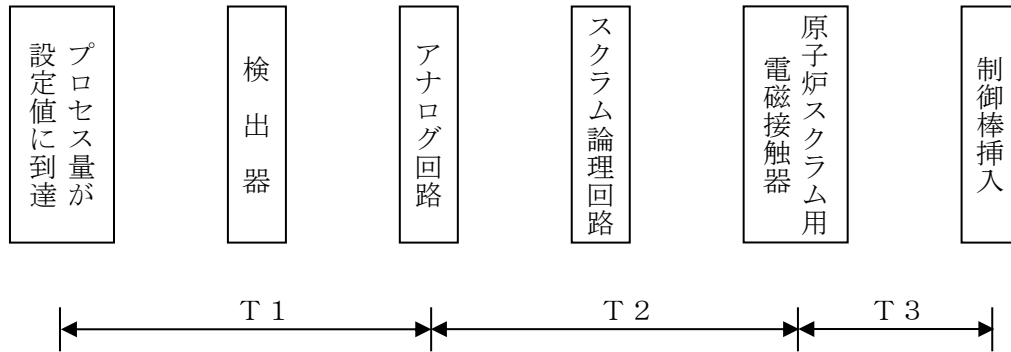 プロセス量が
設定値に到達
検出器
アナログ回路
スクラム論理回路
原子炉スクラム用
電磁接触器
制御棒挿入
Ｔ１
Ｔ２
Ｔ３